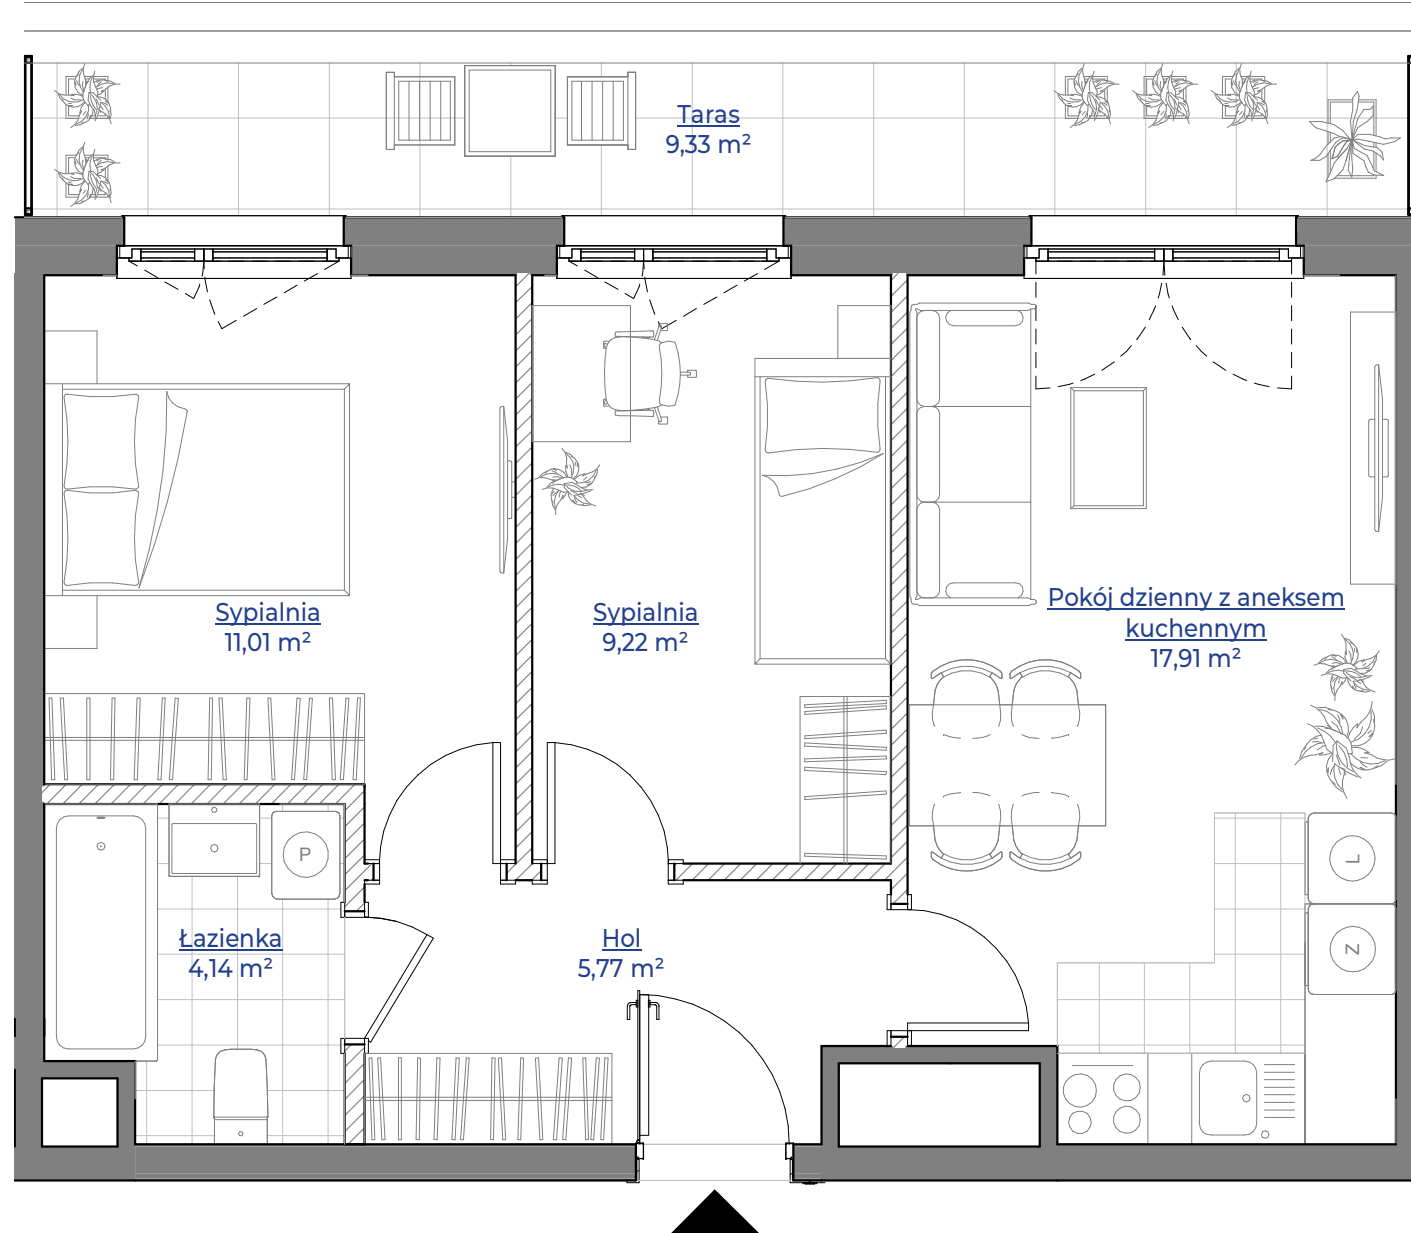 Taras
9,33 m²
Sypialnia
11,01 m²
Sypialnia
9,22 m²
Pokój dzienny z aneksem
kuchennym
17,91 m²
P
L
Łazienka
4,14 m²
Hol
5,77 m²
Z